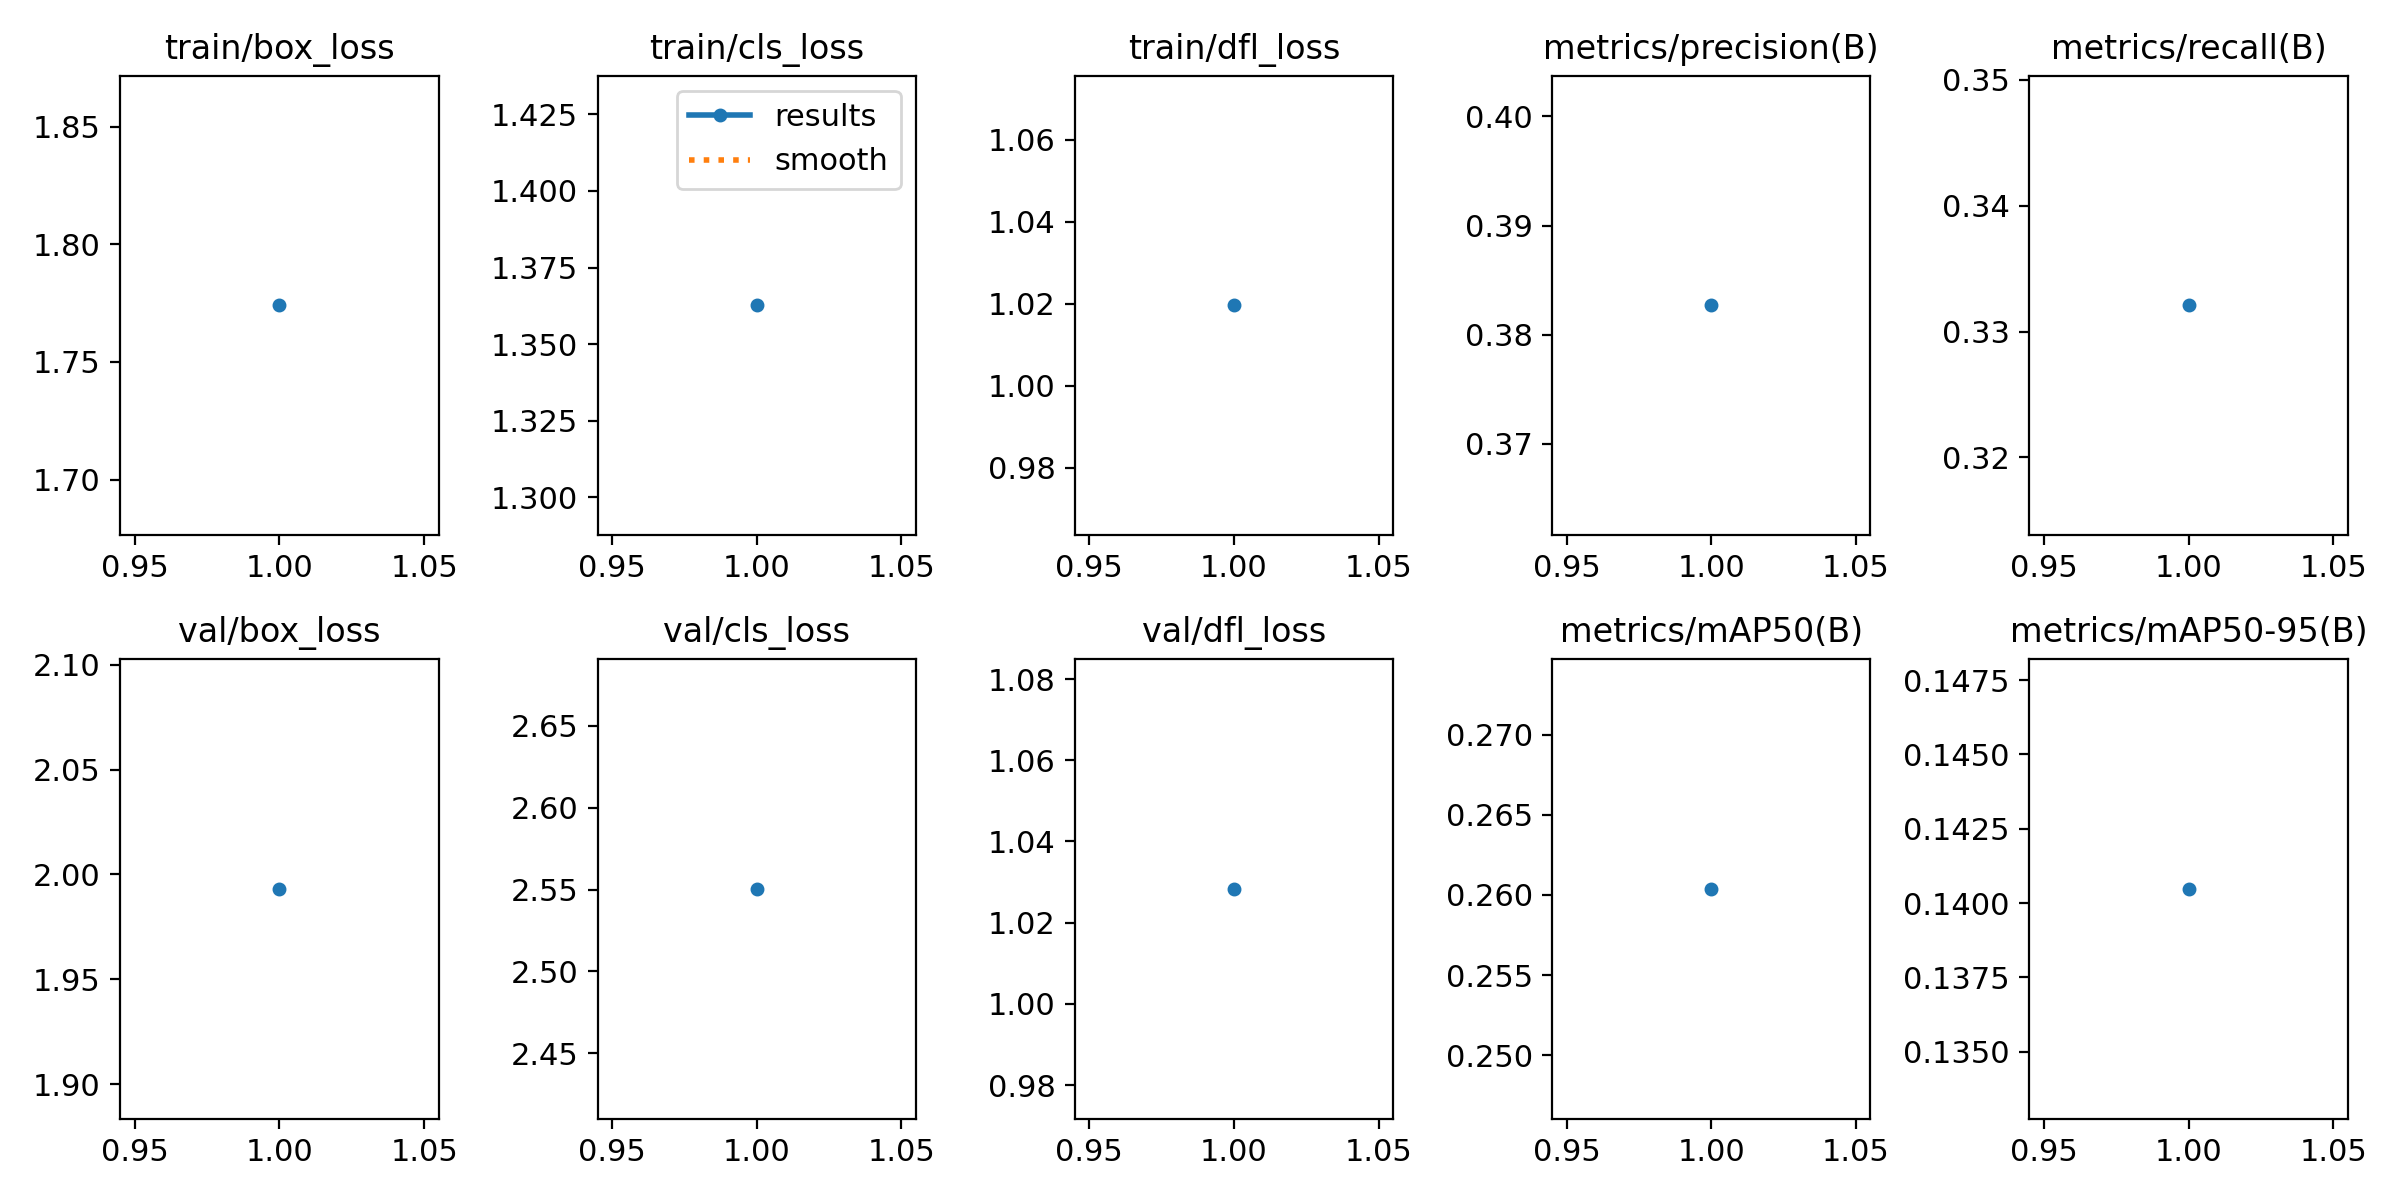 train/box_loss
train/cls_loss
train/dfl_loss
metrics/precision(B)
metrics/recall(B)
1.85
1.80
1.75
1.70
0.95 1.00 1.05
1.425
1.400
1.375
1.350
1.325
1.300
results
smooth
0.95 1.00 1.05
1.06
1.04
1.02
1.00
0.98
0.95 1.00 1.05
0.40
0.39
0.38
0.37
0.95 1.00 1.05
0.35
0.34
0.33
0.32
0.95 1.00 1.05
val/box_loss
val/cls_loss
val/dfl_loss
metrics/mAP50(B)
metrics/mAP50-95(B)
2.10
2.05
2.00
1.95
1.90
0.95 1.00 1.05
2.65
2.60
2.55
2.50
2.45
0.95 1.00 1.05
1.08
1.06
1.04
1.02
1.00
0.98
0.95 1.00 1.05
0.270
0.265
0.260
0.255
0.250
0.95 1.00 1.05
0.1475
0.1450
0.1425
0.1400
0.1375
0.1350
0.95 1.00 1.05